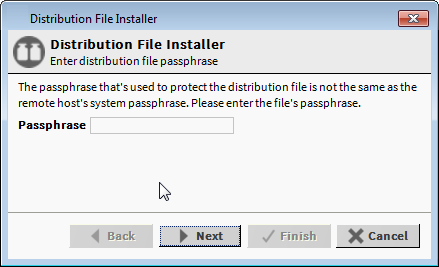 Distribution File Installer
Distribution File Installer
Enter distribution file passphrase
The passphrase that's used to protect the distribution file is not the same as the
remote host's system passphrase. Please enter the file's passphrase.
Passphrase
Back Next Finish Cancel